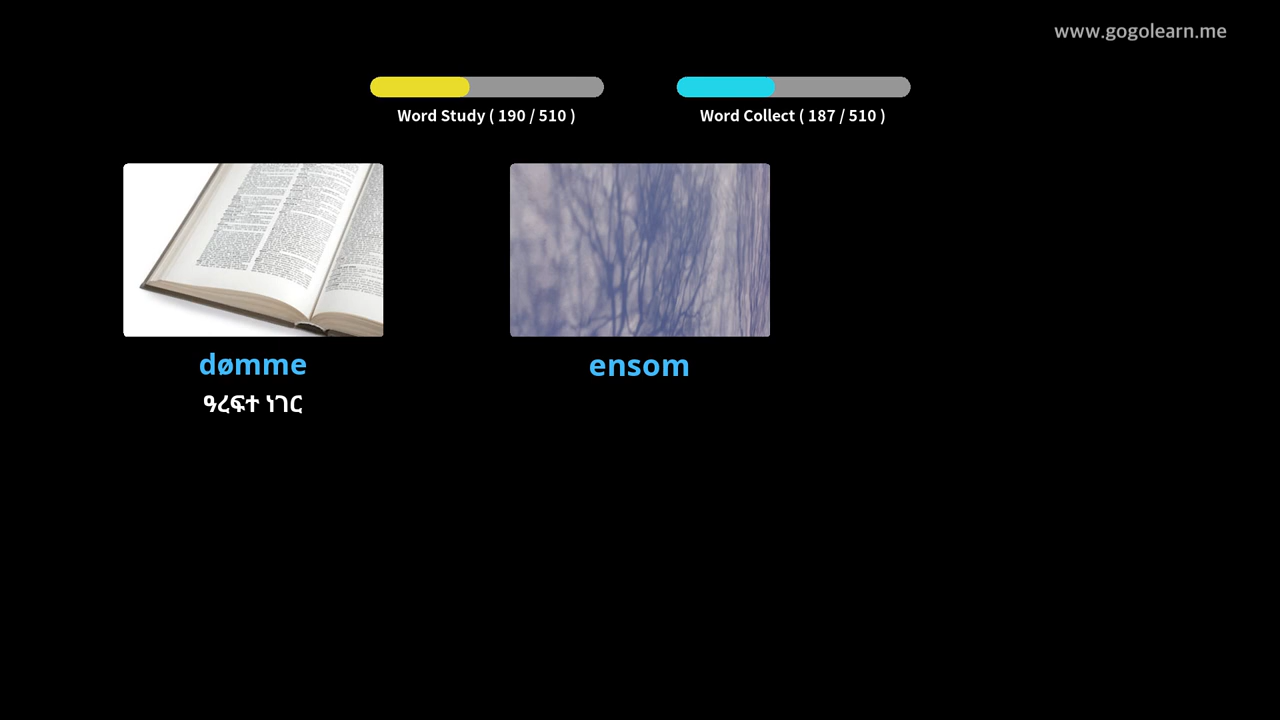 www.gogolearn.me
Word Study ( 190 / 510 )
Word Collect ( 187 / 510 )
dømme
ዓረፍተ ነገር
ensom